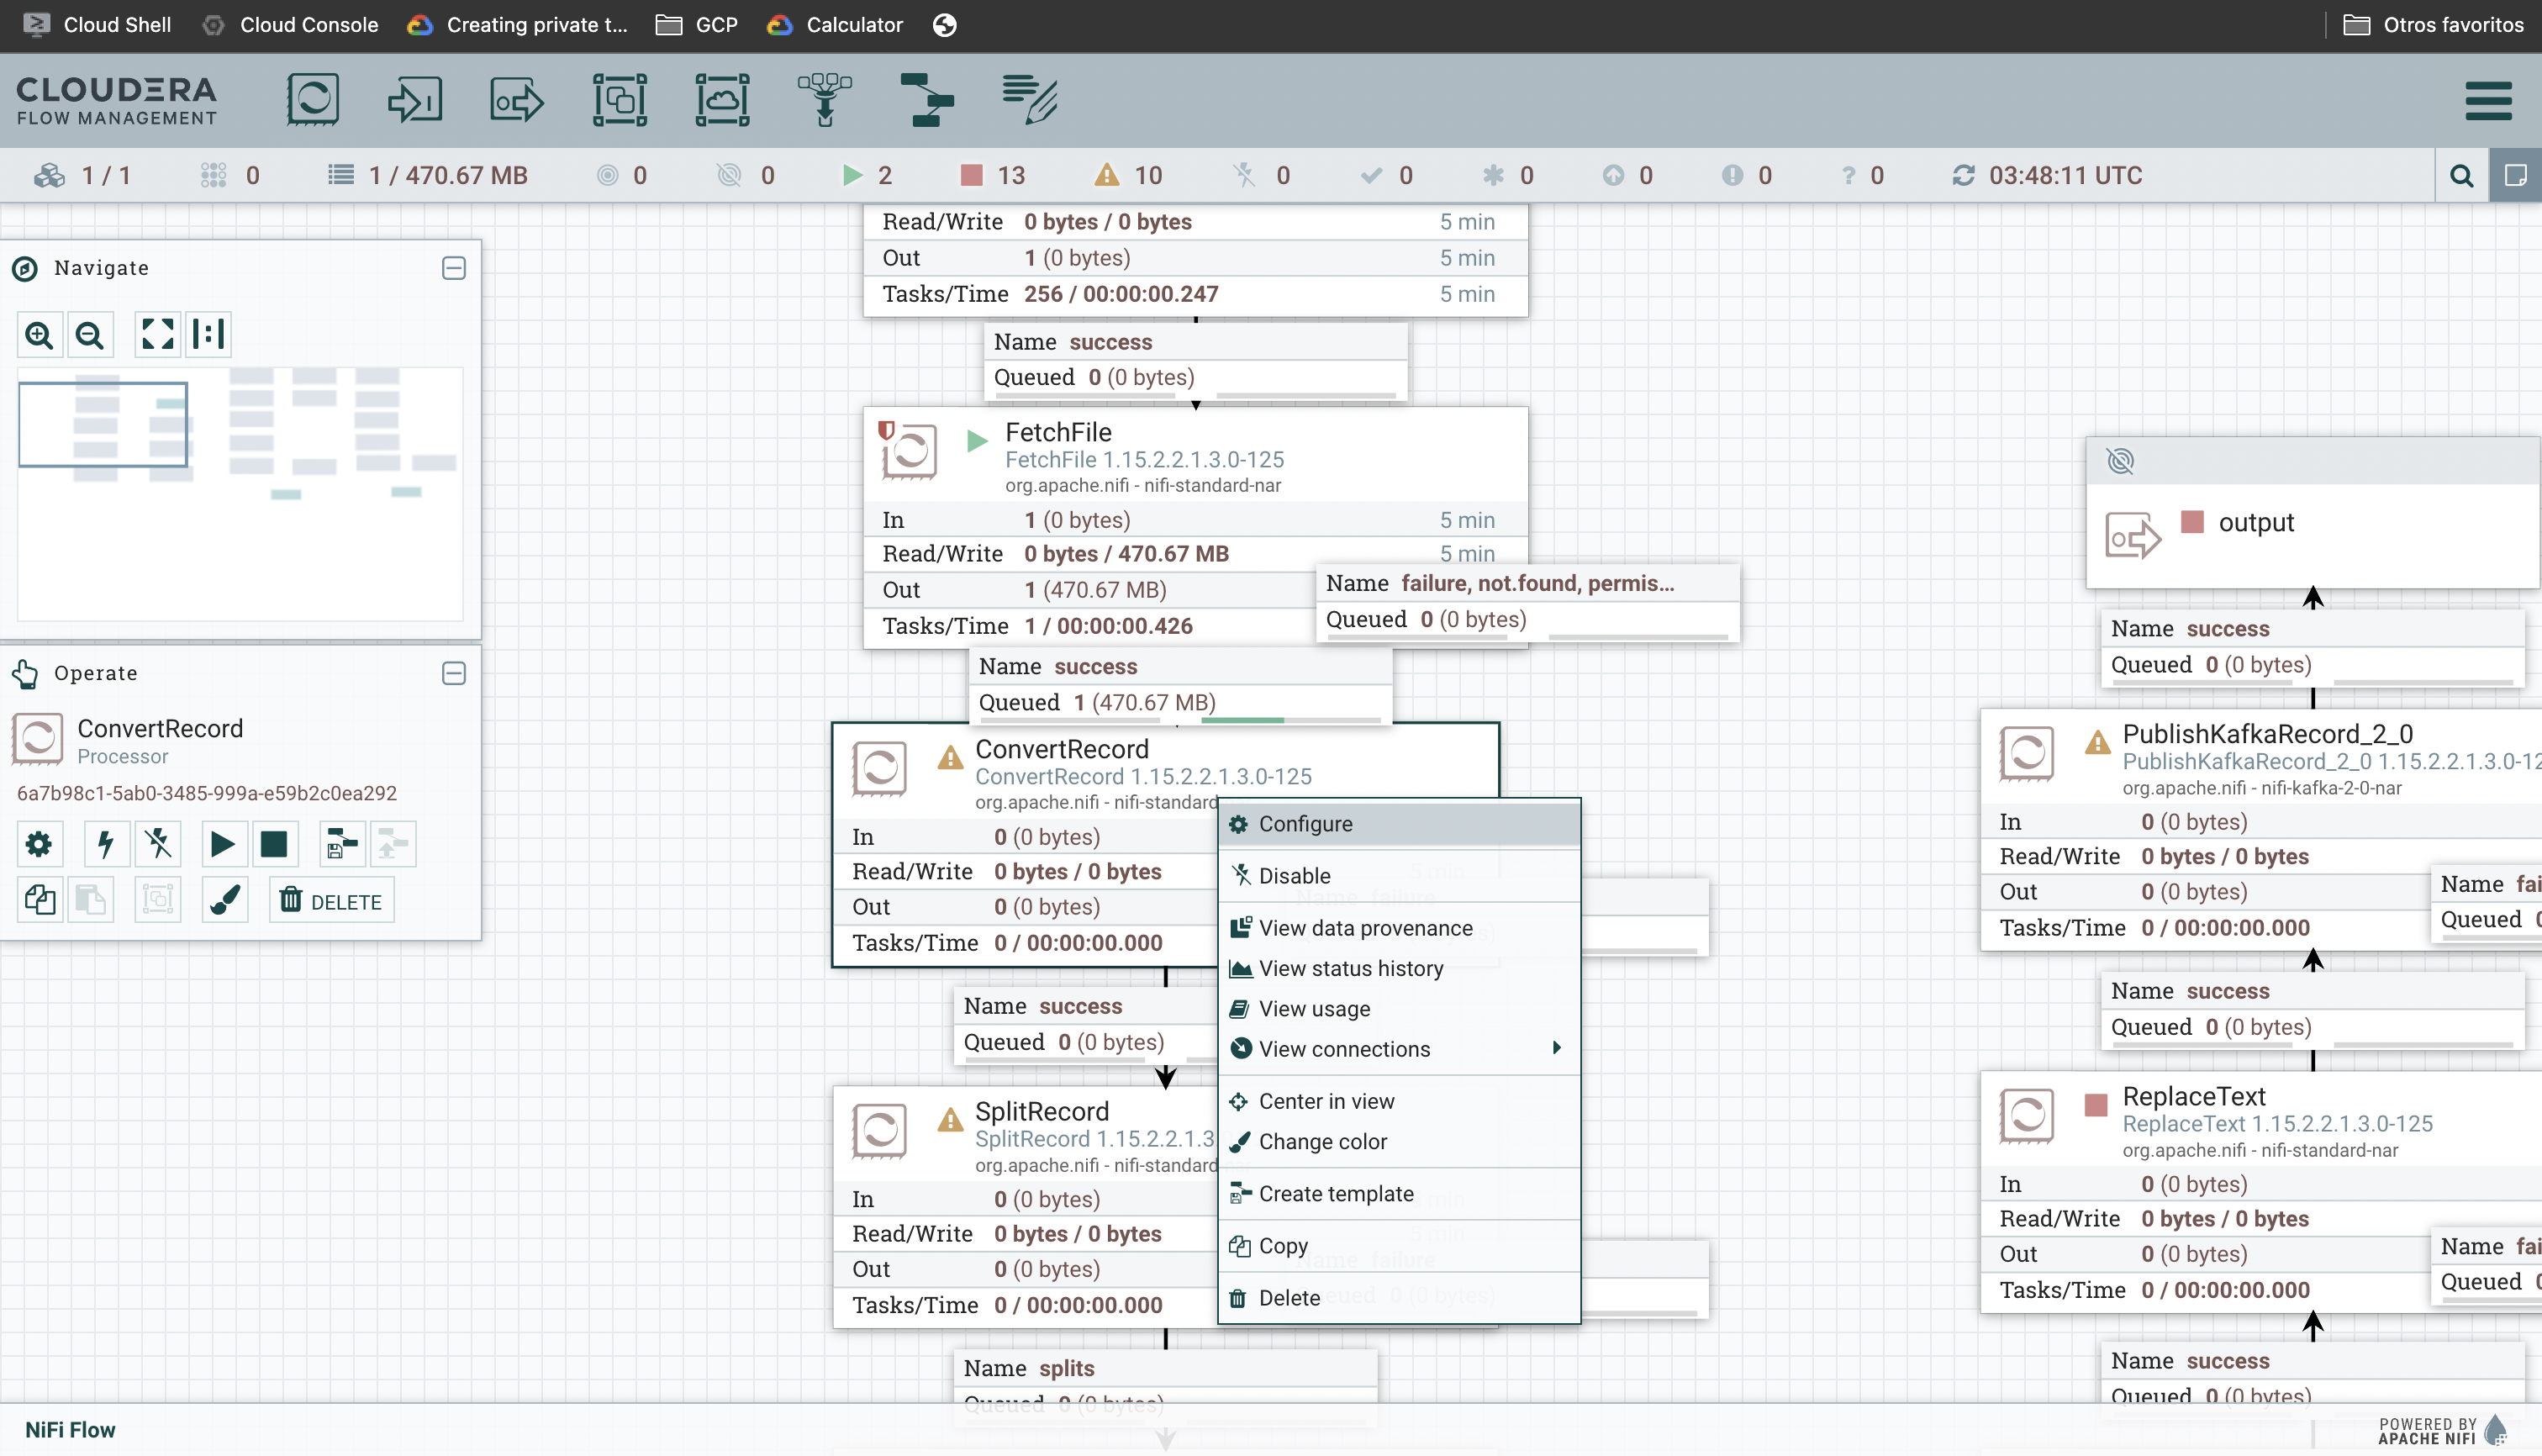 Cloud Shell Cloud Console Creating private t... GCP Calculator Otros favoritos
CLOUDERA
FLOW MANAGEMENT
1 / 1 0 1 / 470.67 MB 0 0 2 13 10 0 0 0 0 0 0 03:48:11 UTC
Navigate
Operate
ConvertRecord
Processor
6a7b98c1-5ab0-3485-999a-e59b2c0ea292
DELETE
Read/Write 0 bytes / 0 bytes 5 min
Out 1 (0 bytes) 5 min
Tasks/Time 256 / 00:00:00.247 5 min
Name success
Queued 0 (0 bytes)
FetchFile
FetchFile 1.15.2.2.1.3.0-125
org.apache.nifi - nifi-standard-nar
In 1 (0 bytes) 5 min
Read/Write 0 bytes / 470.67 MB 5 min
Out 1 (470.67 MB)
Tasks/Time 1 / 00:00:00.426
Name failure, not.found, permis...
Queued 0 (0 bytes)
Name success
Queued 1 (470.67 MB)
ConvertRecord
ConvertRecord 1.15.2.2.1.3.0-125
org.apache.nifi - nifi-standard
In 0 (0 bytes)
Read/Write 0 bytes / 0 bytes 5 min
Out 0 (0 bytes)
Tasks/Time 0 / 00:00:00.000
Name failure
Configure
Disable
View data provenance
View status history
View usage
View connections
Center in view
Change color
Create template
Copy
Delete
Name success
Queued 0 (0 bytes)
SplitRecord
SplitRecord 1.15.2.2.1.3
org.apache.nifi - nifi-standard
In 0 (0 bytes) 5 min
Read/Write 0 bytes / 0 bytes 5 min
Out 0 (0 bytes)
Tasks/Time 0 / 00:00:00.000
Name failure
Queued 0 (0 bytes)
Name splits
Queued 0 (0 bytes)
output
Name success
Queued 0 (0 bytes)
PublishKafkaRecord_2_0
PublishKafkaRecord_2_0 1.15.2.2.1.3.0-12
org.apache.nifi - nifi-kafka-2-0-nar
In 0 (0 bytes)
Read/Write 0 bytes / 0 bytes
Out 0 (0 bytes)
Tasks/Time 0 / 00:00:00.000
Name fai
Queued 0
Name success
Queued 0 (0 bytes)
ReplaceText
ReplaceText 1.15.2.2.1.3.0-125
org.apache.nifi - nifi-standard-nar
In 0 (0 bytes)
Read/Write 0 bytes / 0 bytes
Out 0 (0 bytes)
Tasks/Time 0 / 00:00:00.000
Name fai
Queued 0
Name success
Queued 0 (0 bytes)
NiFi Flow
POWERED BY
APACHE NIFI